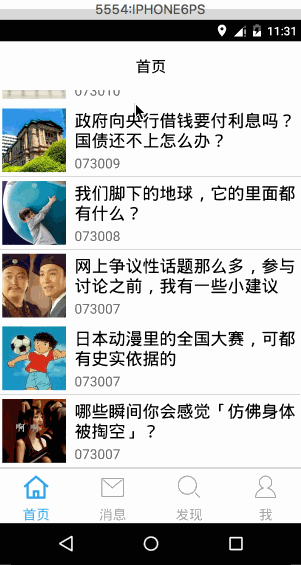 5554:IPHONE6PS
11:31
首页
073010
政府向央行借钱要付利息吗？
国债还不上怎么办？
073009
我们脚下的地球，它的里面都
有什么？
073008
网上争议性话题那么多，参与
讨论之前，我有一些小建议
073007
日本动漫里的全国大赛，可都
有史实依据的
073007
哪些瞬间你会感觉「仿佛身体
被掏空」？
073007
啊
首页 消息 发现 我